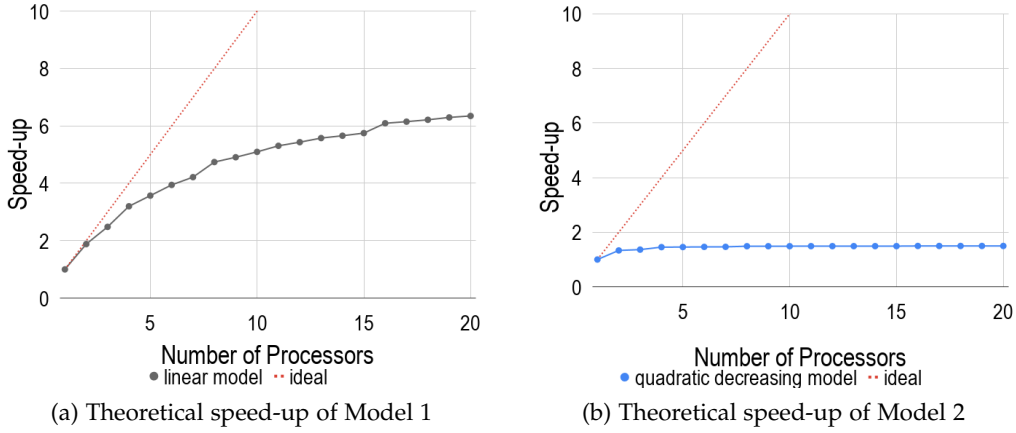 10
8
6
4
2
0
Speed-up
5
10
15
20
Number of Processors
linear model
ideal
(a) Theoretical speed-up of Model 1
10
8
6
4
2
0
Speed-up
5
10
15
20
Number of Processors
quadratic decreasing model
ideal
(b) Theoretical speed-up of Model 2